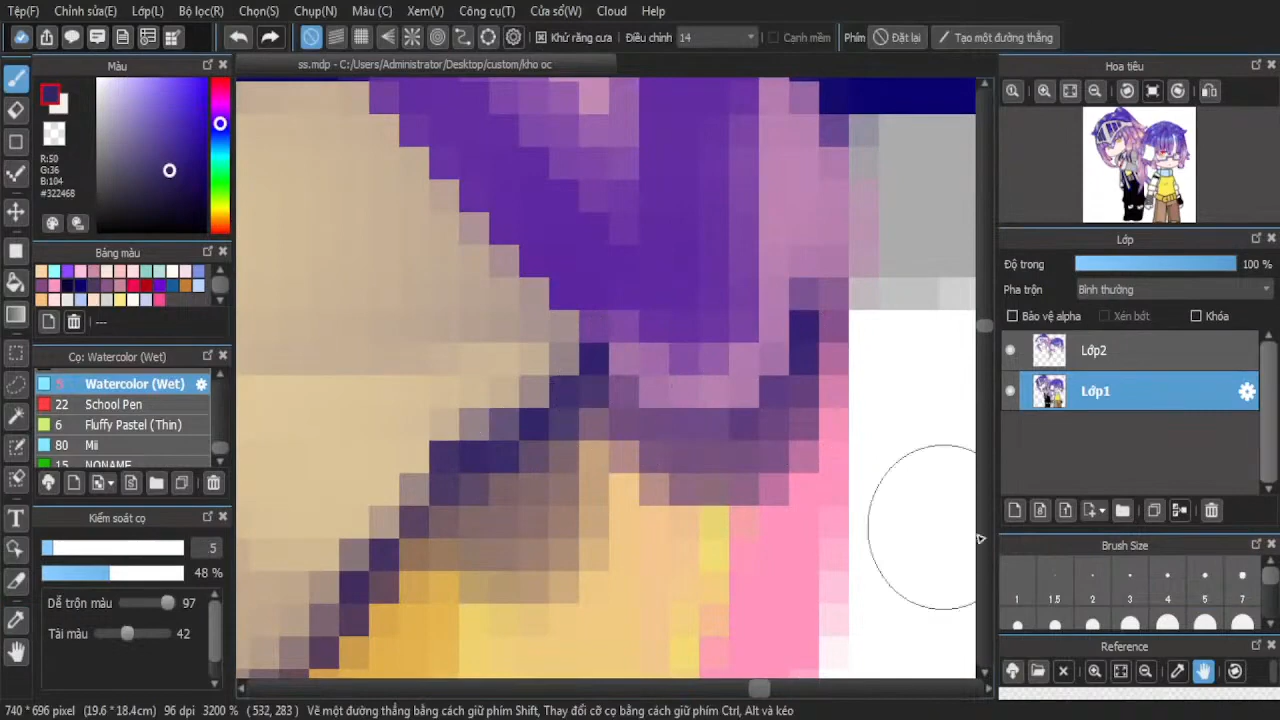 Tệp(F) Chỉnh sửa(E) Lớp(L) Bộ lọc(R) Chọn(S) Chụp(N) Màu (C) Xem(V) Công cụ(T) Cửa sổ(W) Cloud Help
Khử răng cưa Điều chỉnh 14 Cạnh mềm Phím Đặt lại Tạo một đường thẳng
Màu
ss.mdp - C:/Users/Administrator/Desktop/custom/kho oc
Hoa tiêu
R:50
G:36
B:104
#322468
Bảng màu
---
Cọ: Watercolor (Wet)
5 Watercolor (Wet)
22 School Pen
6 Fluffy Pastel (Thin)
80 Mii
15 NONAME
Kiểm soát cọ
5
48 %
Dễ trộn màu 97
Tải màu 42
Lớp
Độ trong 100 %
Pha trộn Bình thường
Bảo vệ alpha Xén bớt Khóa
Lớp2
Lớp1
Brush Size
1 1.5 2 3 4 5 7
Reference
740 * 696 pixel (19.6 * 18.4cm) 96 dpi 3200 % ( 532, 283 ) Vẽ một đường thẳng bằng cách giữ phím Shift, Thay đổi cỡ cọ bằng cách giữ phím Ctrl, Alt và kéo